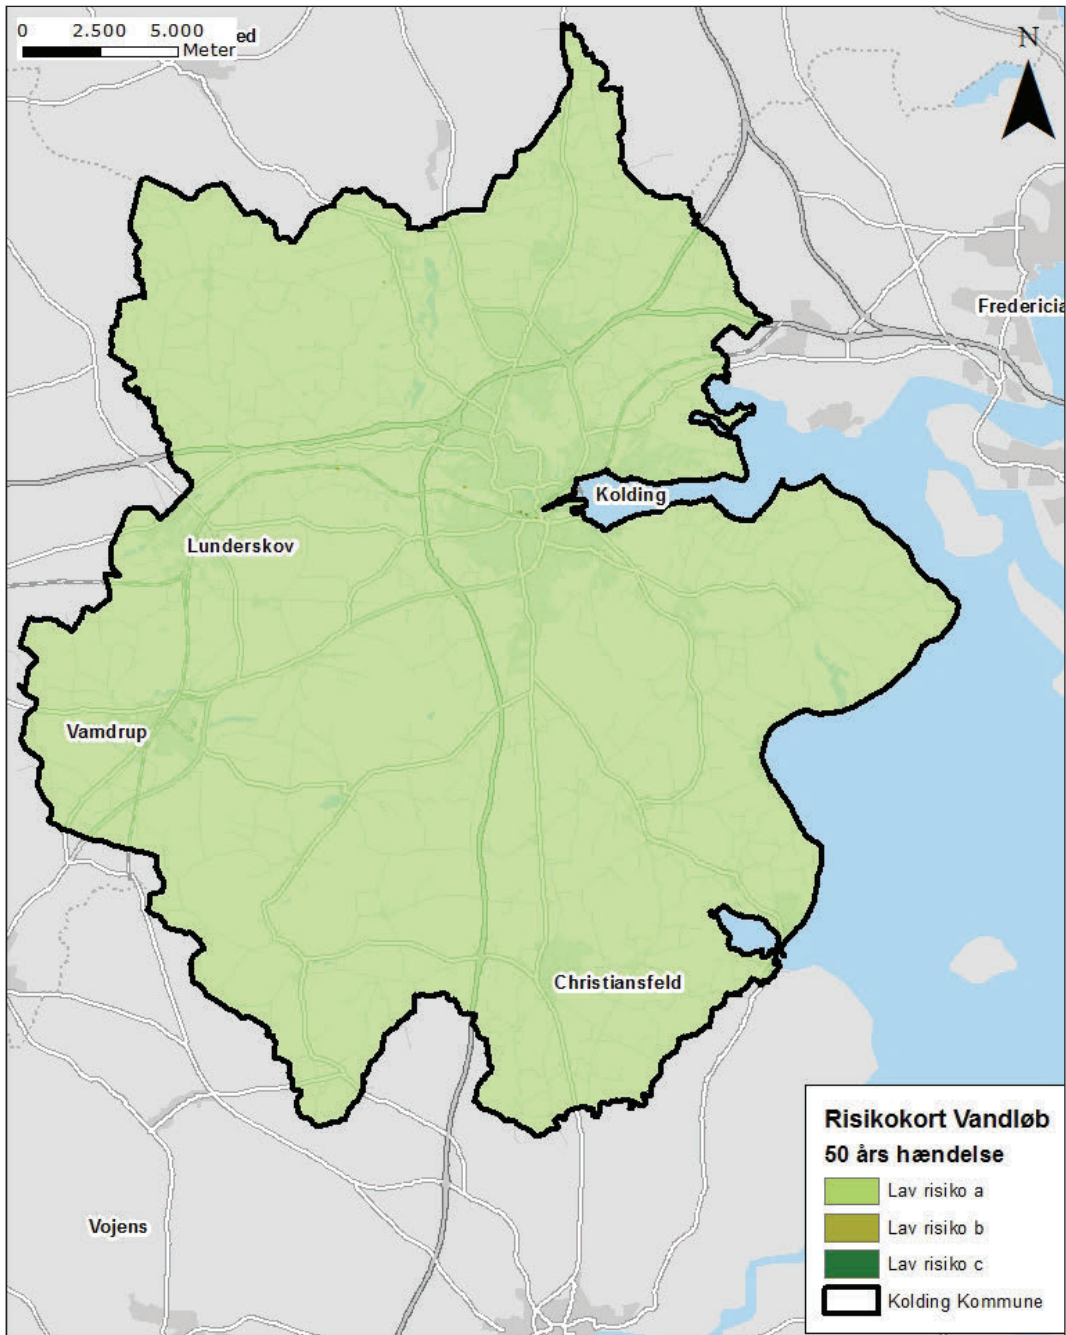 0 2.500 5.000
Meter
ed
N
Fredericia
Kolding
Lunderskov
Vamdrup
Christiansfeld
Vojens
Risikokort Vandløb
50 års hændelse
Lav risiko a
Lav risiko b
Lav risiko c
Kolding Kommune